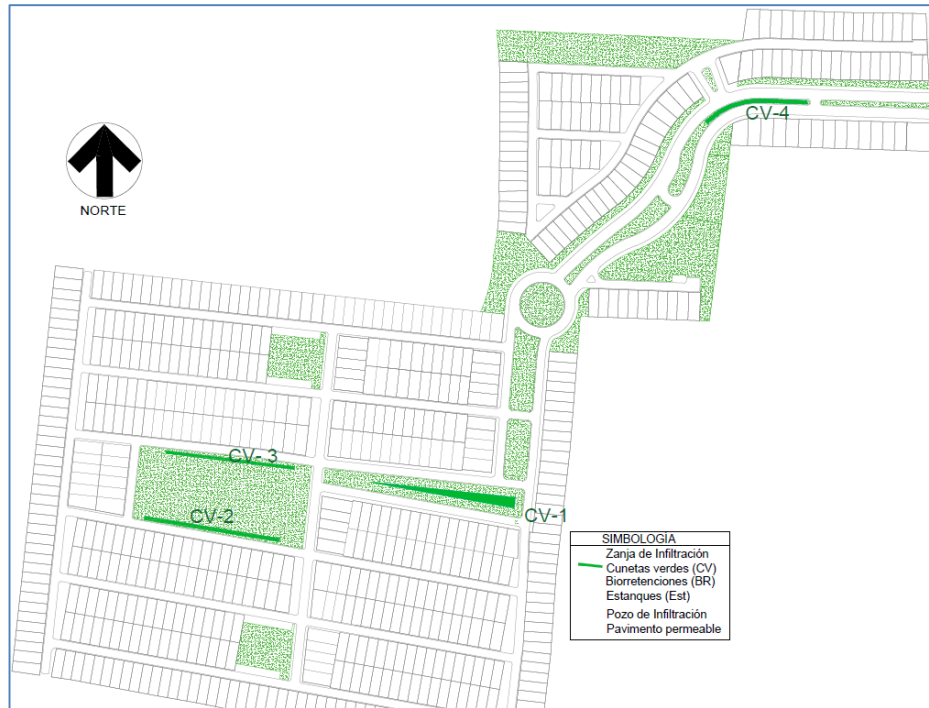 CV-4
NORTE
CV- 3
CV-2
CV-1
SIMBOLOGÍA
Zanja de Infiltración
Cunetas verdes (CV)
Biorretenciones (BR)
Estanques (Est)
Pozo de Infiltración
Pavimento permeable